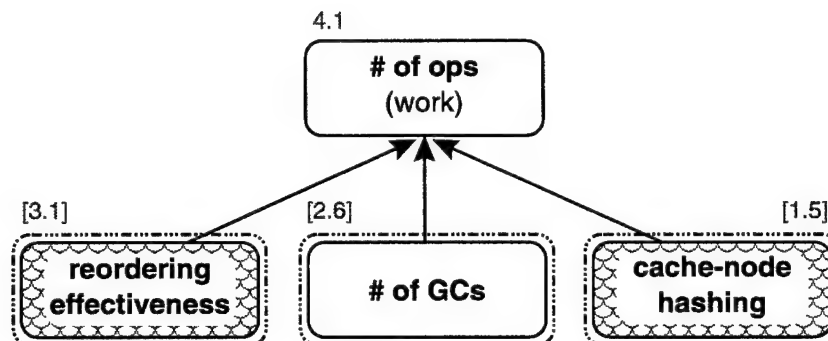 4.1
# of ops
(work)
[3.1]
[2.6]
[1.5]
reordering
effectiveness
# of GCs
cache-node
hashing